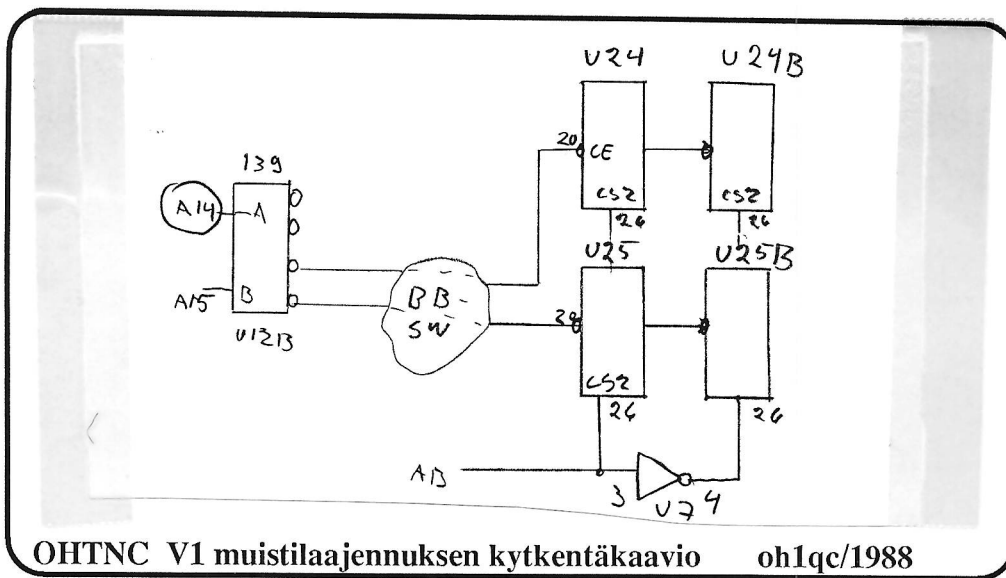 U24 U24B
139
20 CE
A14 A
CS2 CS2
26 26
U25 U25B
A15 B
BB
SW
U12B
20
CS2
26 26
A13
3 4
U7
OHTNC V1 muistilaajennuksen kytkentäkaavio oh1qc/1988